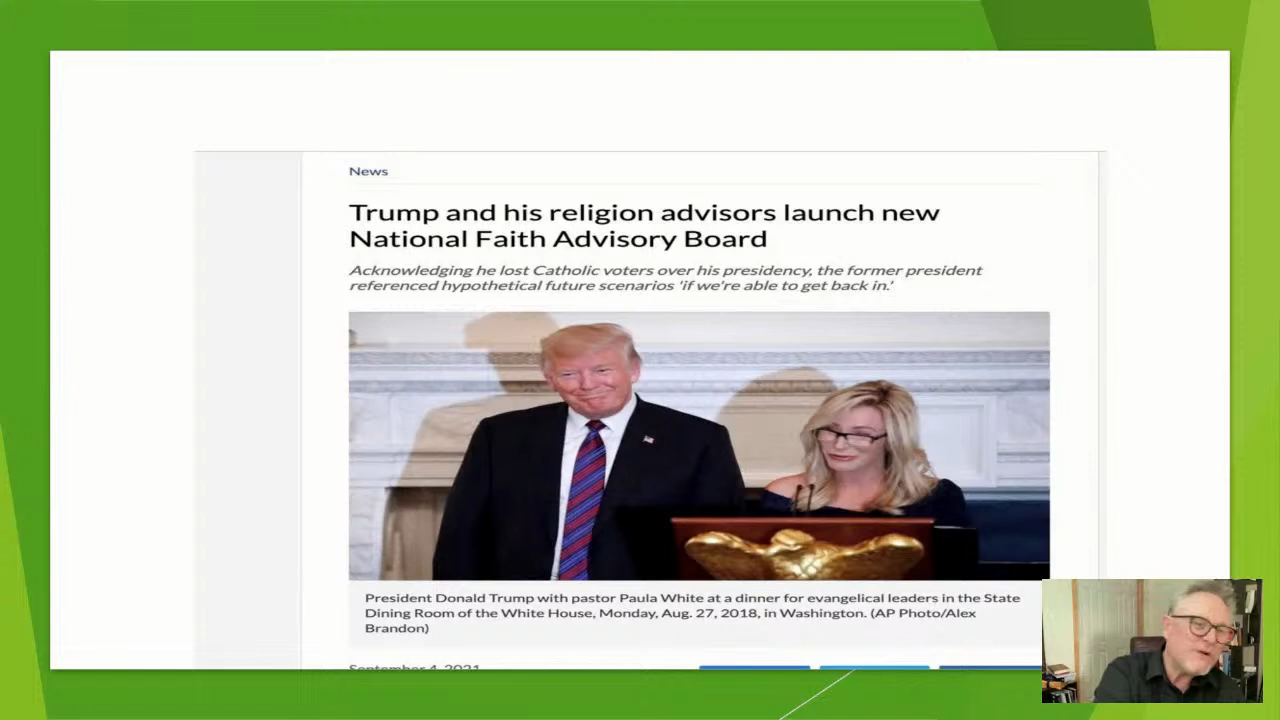 News
Trump and his religion advisors launch new
National Faith Advisory Board
Acknowledging he lost Catholic voters over his presidency, the former president
referenced hypothetical future scenarios 'if we're able to get back in.'
President Donald Trump with pastor Paula White at a dinner for evangelical leaders in the State
Dining Room of the White House, Monday, Aug. 27, 2018, in Washington. (AP Photo/Alex
Brandon)
September 4, 2021